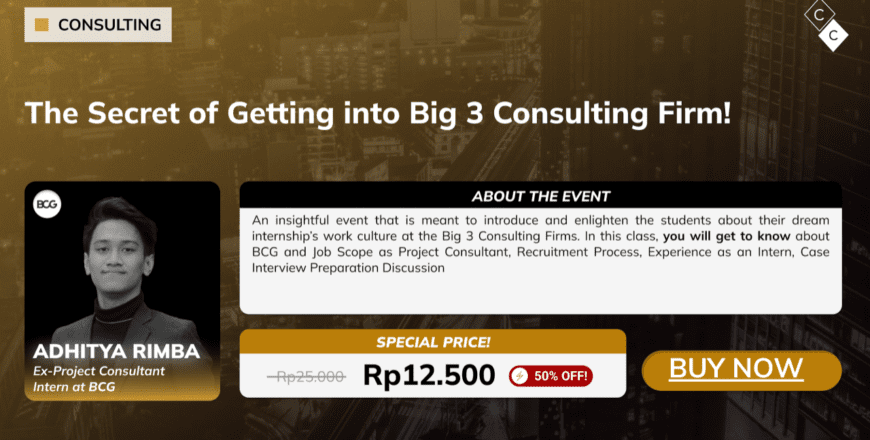 CONSULTING
C
C
The Secret of Getting into Big 3 Consulting Firm!
BCG
ADHITYA RIMBA
Ex-Project Consultant
Intern at BCG
ABOUT THE EVENT
An insightful event that is meant to introduce and enlighten the students about their dream
internship's work culture at the Big 3 Consulting Firms. In this class, you will get to know about
BCG and Job Scope as Project Consultant, Recruitment Process, Experience as an Intern, Case
Interview Preparation Discussion
SPECIAL PRICE!
Rp25.000 Rp12.500 50% OFF!
BUY NOW